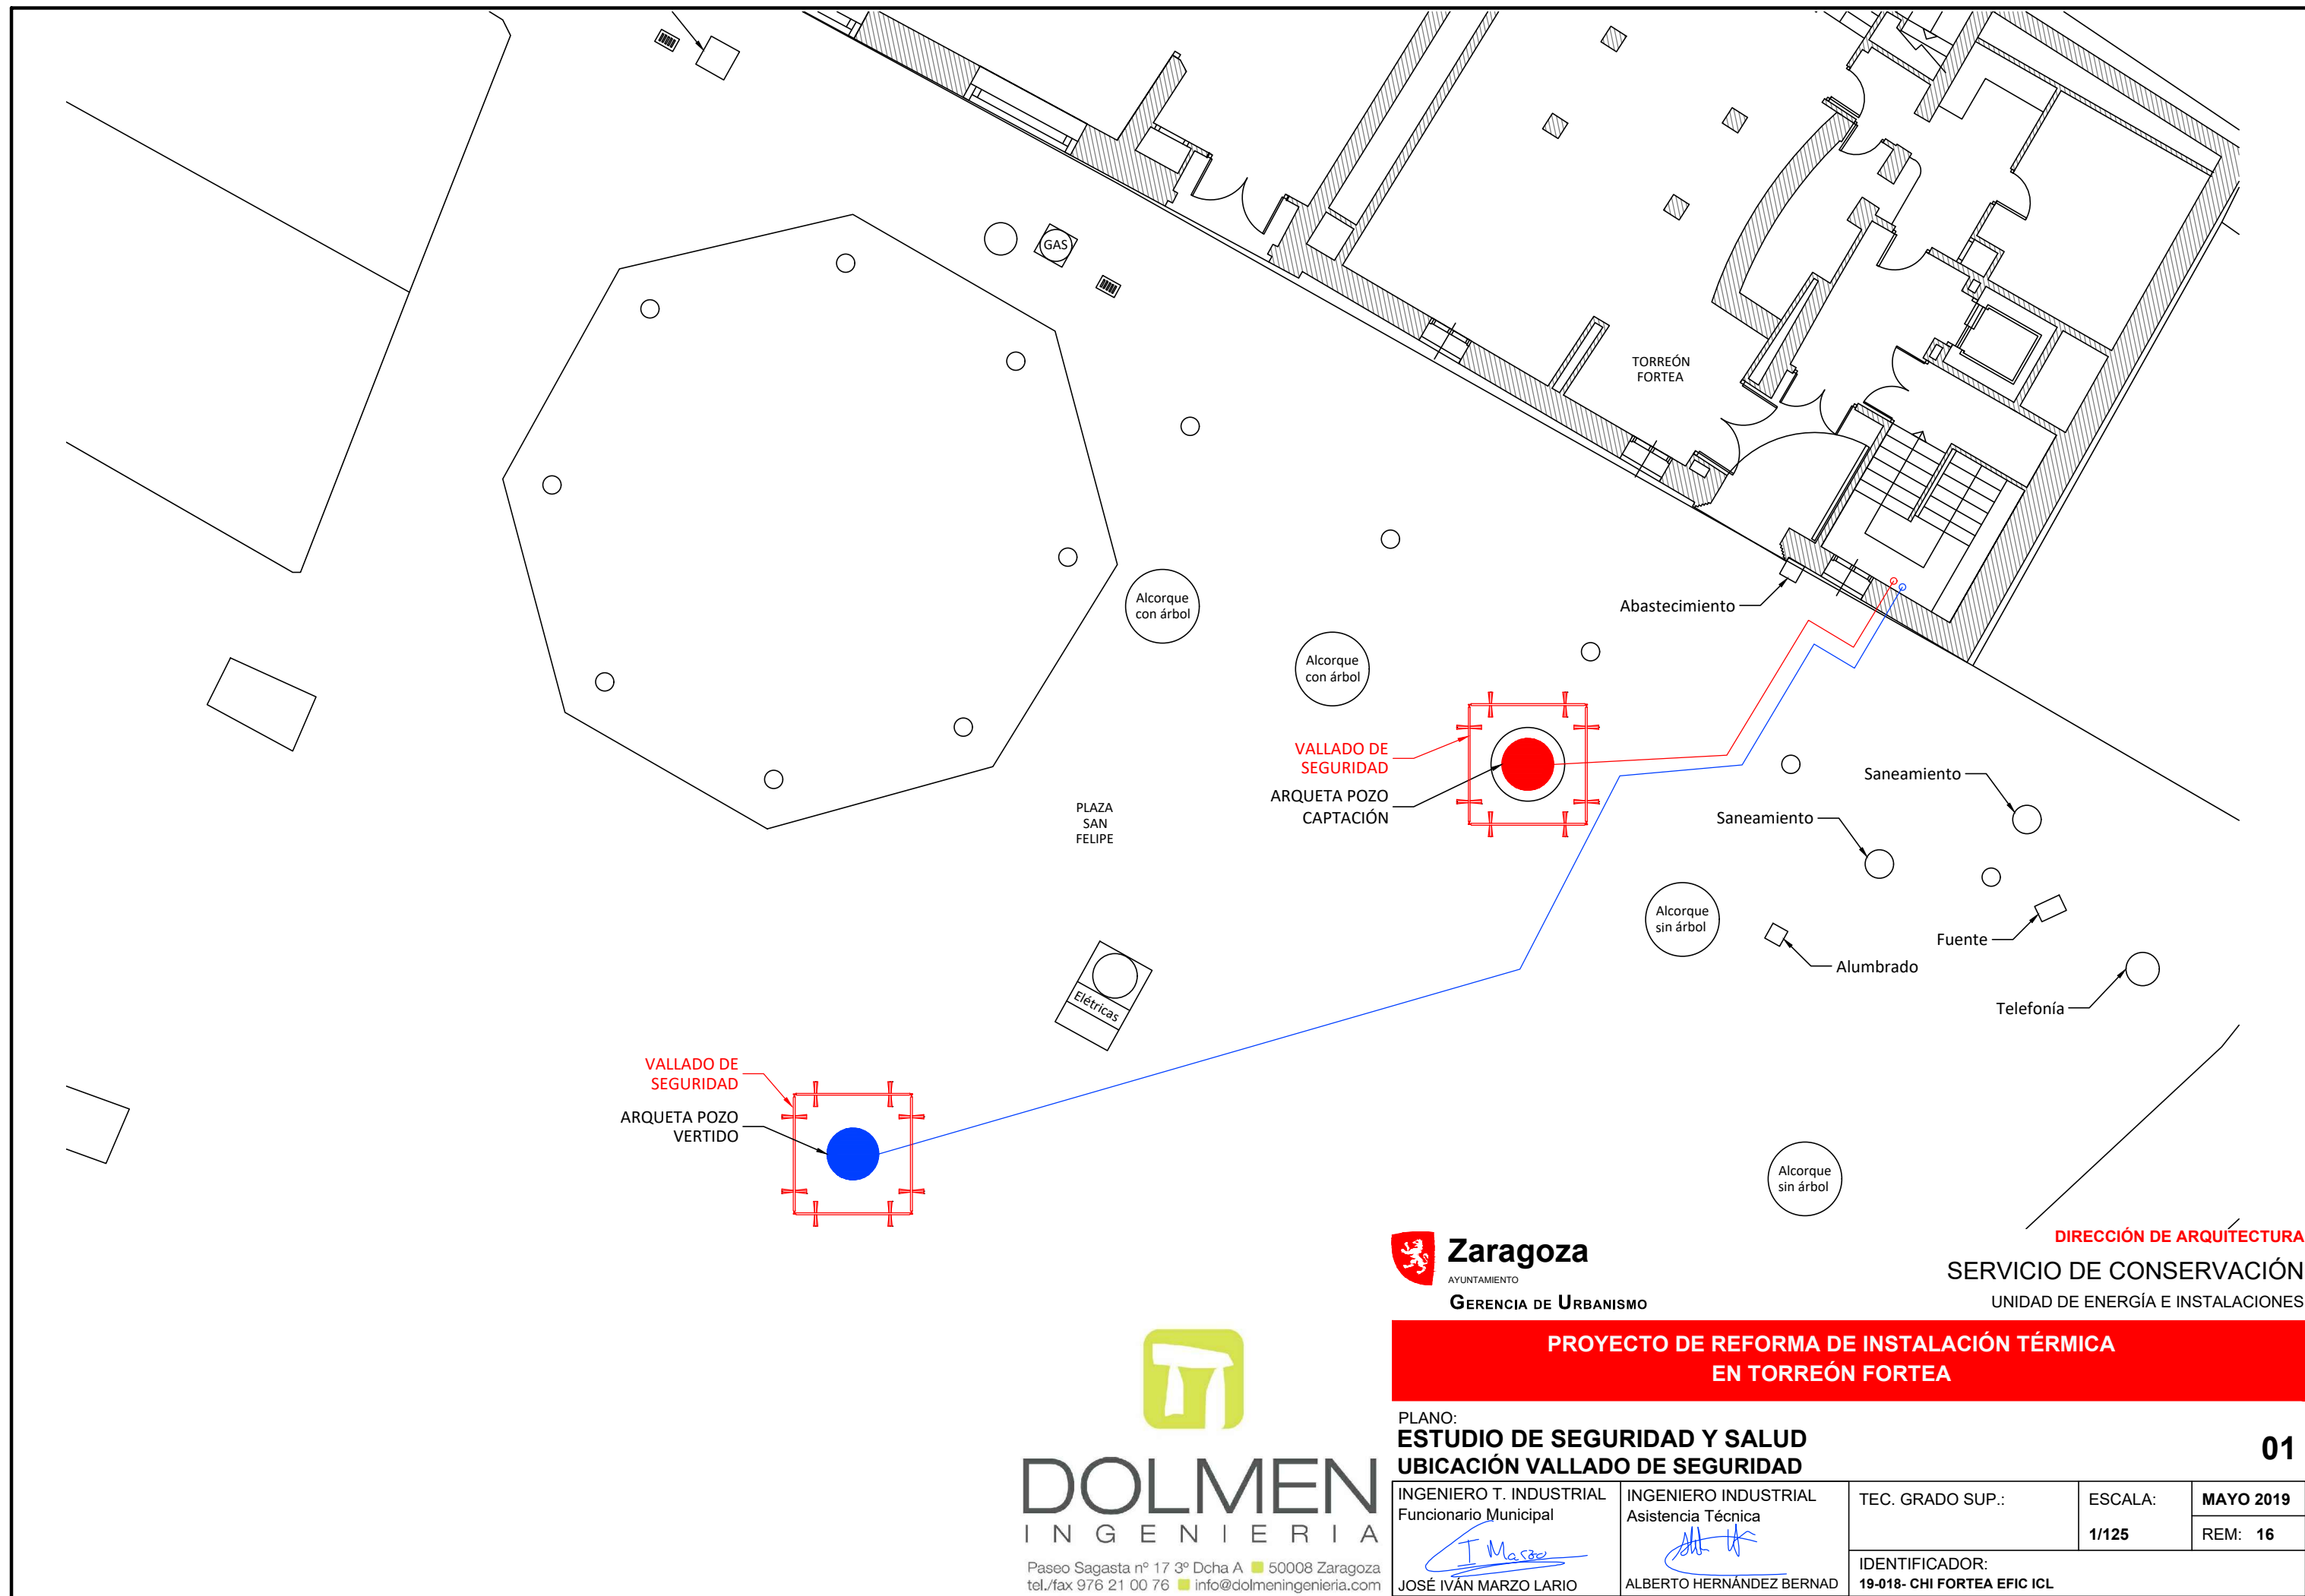 GAS
TORREÓN
FORTEA
Alcorque
con árbol
Alcorque
con árbol
Abastecimiento
VALLADO DE
SEGURIDAD
ARQUETA POZO
CAPTACIÓN
PLAZA
SAN
FELIPE
Saneamiento
Saneamiento
Alcorque
sin árbol
Fuente
Alumbrado
Telefonía
Elétricas
VALLADO DE
SEGURIDAD
ARQUETA POZO
VERTIDO
Alcorque
sin árbol
Zaragoza
AYUNTAMIENTO
GERENCIA DE URBANISMO
DIRECCIÓN DE ARQUITECTURA
SERVICIO DE CONSERVACIÓN
UNIDAD DE ENERGÍA E INSTALACIONES
PROYECTO DE REFORMA DE INSTALACIÓN TÉRMICA
EN TORREÓN FORTEA
PLANO:
ESTUDIO DE SEGURIDAD Y SALUD
UBICACIÓN VALLADO DE SEGURIDAD
01
INGENIERO T. INDUSTRIAL
Funcionario Municipal
I Marzo
JOSÉ IVÁN MARZO LARIO
INGENIERO INDUSTRIAL
Asistencia Técnica
ALBERTO HERNÁNDEZ BERNAD
TEC. GRADO SUP.:
ESCALA:
1/125
MAYO 2019
REM: 16
IDENTIFICADOR:
19-018- CHI FORTEA EFIC ICL
DOLMEN
INGENIERIA
Paseo Sagasta nº 17 3º Dcha A 50008 Zaragoza
tel./fax 976 21 00 76 info@dolmeningenieria.com